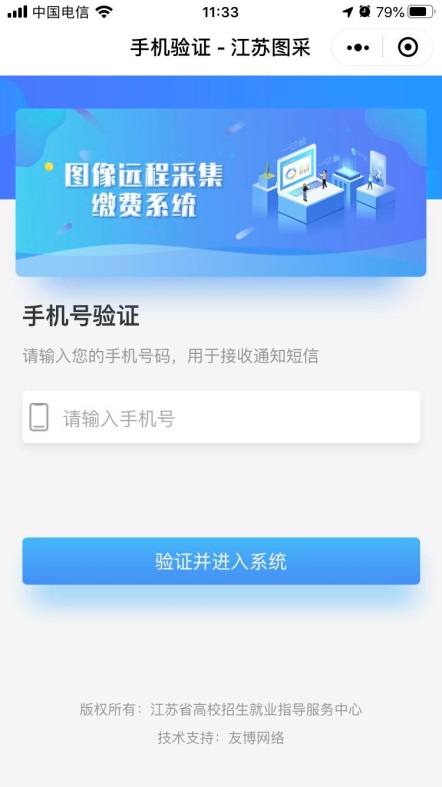 中国电信
11:33
79%
手机验证 - 江苏图采
图像远程采集
缴费系统
手机号验证
请输入您的手机号码，用于接收通知短信
请输入手机号
验证并进入系统
版权所有：江苏省高校招生就业指导服务中心
技术支持：友博网络